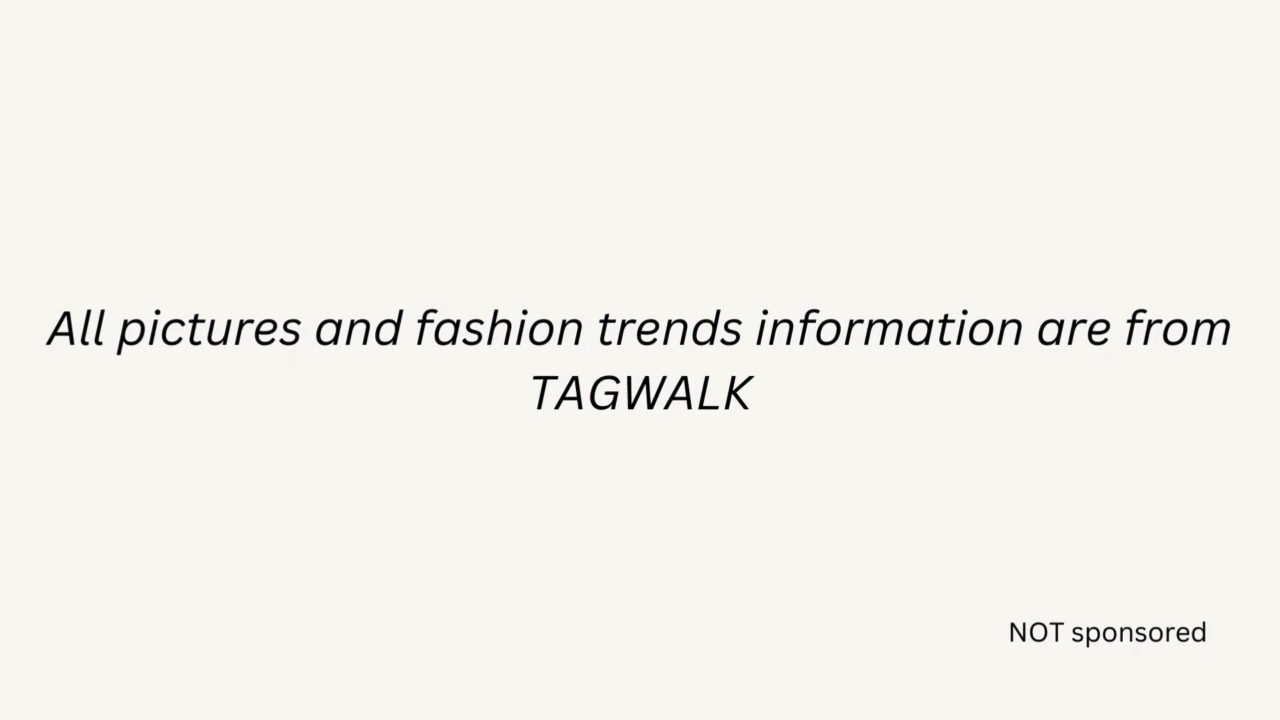 All pictures and fashion trends information are from
TAGWALK
NOT sponsored